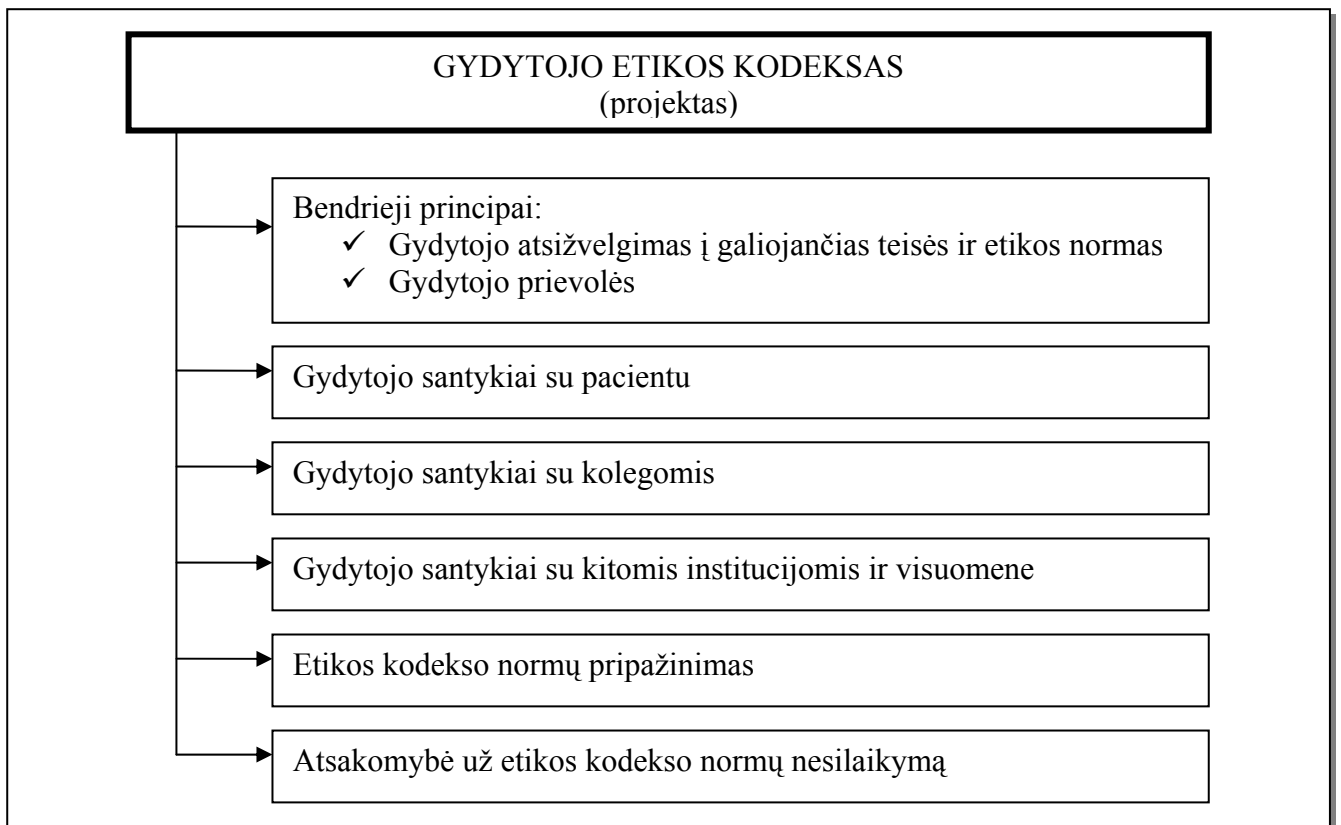 GYDYTOJO ETIKOS KODEKSAS
(projektas)
Bendrieji principai:
✓ Gydytojo atsižvelgimas į galiojančias teisės ir etikos normas
✓ Gydytojo prievolės
Gydytojo santykiai su pacientu
Gydytojo santykiai su kolegomis
Gydytojo santykiai su kitomis institucijomis ir visuomene
Etikos kodekso normų pripažinimas
Atsakomybė už etikos kodekso normų nesilaikymą